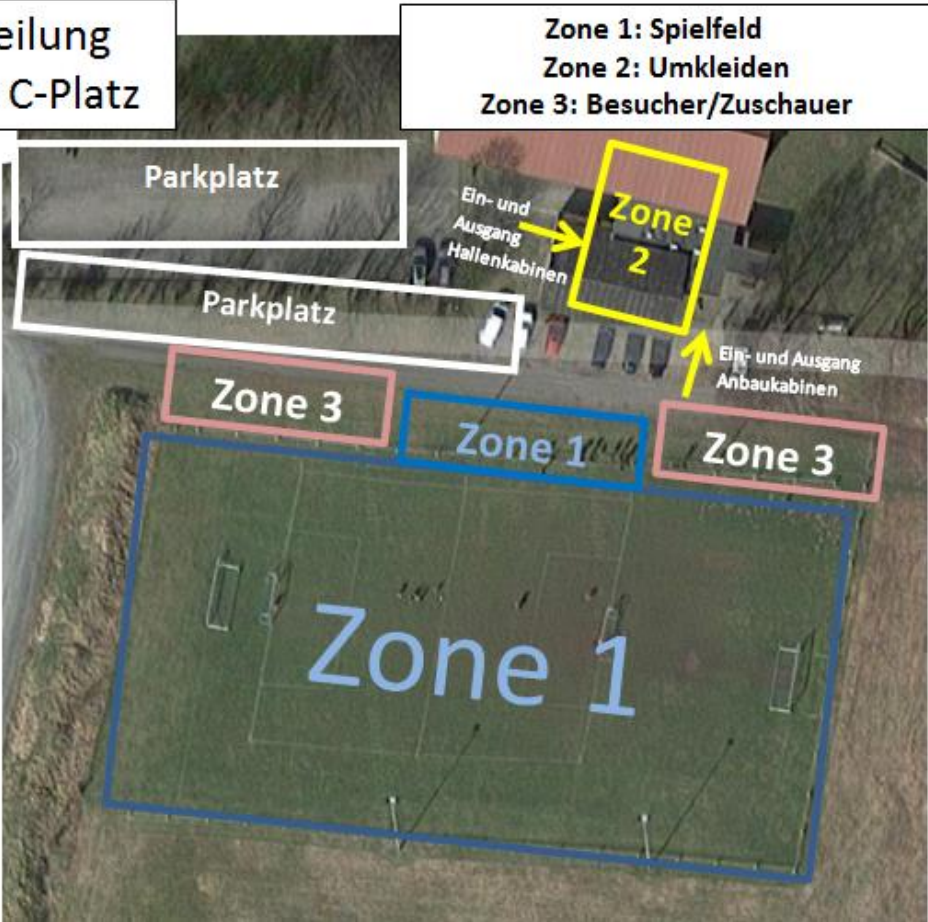 eilung
C-Platz
Zone 1: Spielfeld
Zone 2: Umkleiden
Zone 3: Besucher/Zuschauer
Parkplatz
Ein- und
Ausgang
Hallenkabinen
Zone
2
Parkplatz
Ein- und Ausgang
Anbaukabinen
Zone 3
Zone 1
Zone 3
Zone 1